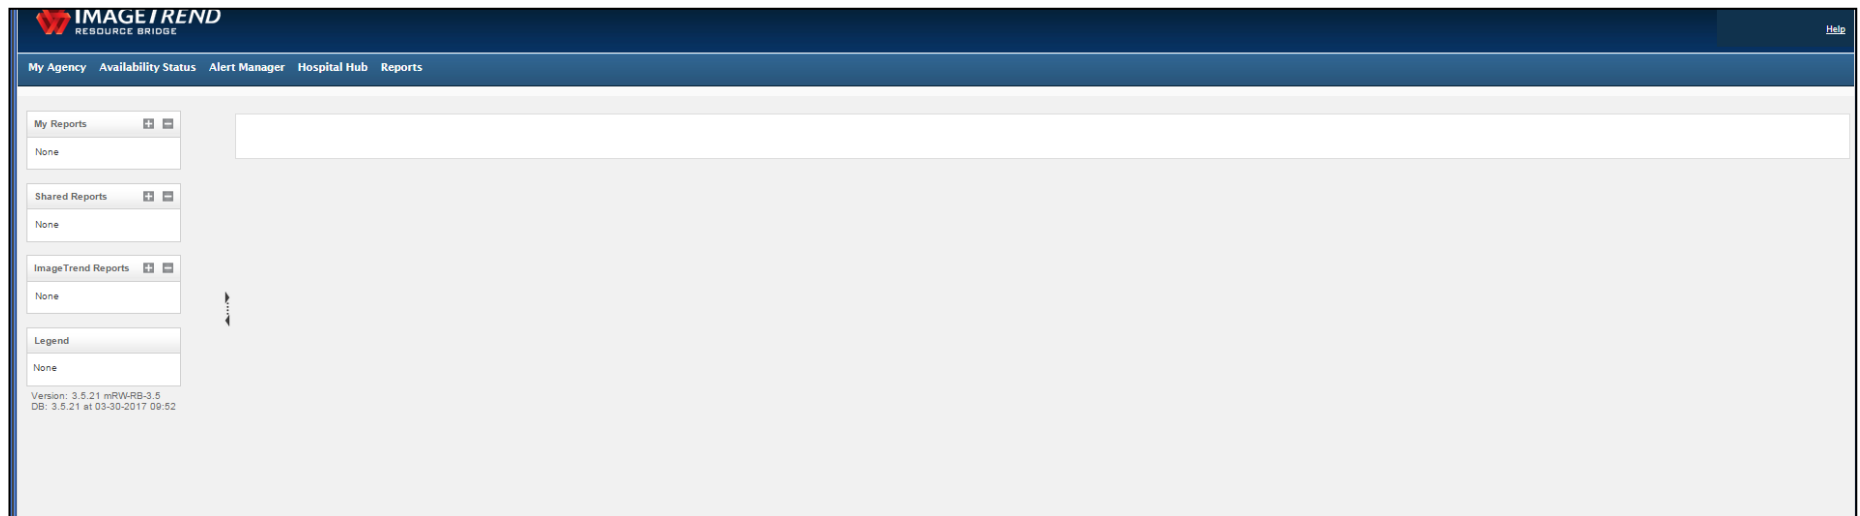 IMAGETREND
RESOURCE BRIDGE
Help
My Agency Availability Status Alert Manager Hospital Hub Reports
My Reports
None
Shared Reports
None
ImageTrend Reports
None
Legend
None
Version: 3.5.21 mRW-RB-3.5
DB: 3.5.21 at 03-30-2017 09:52